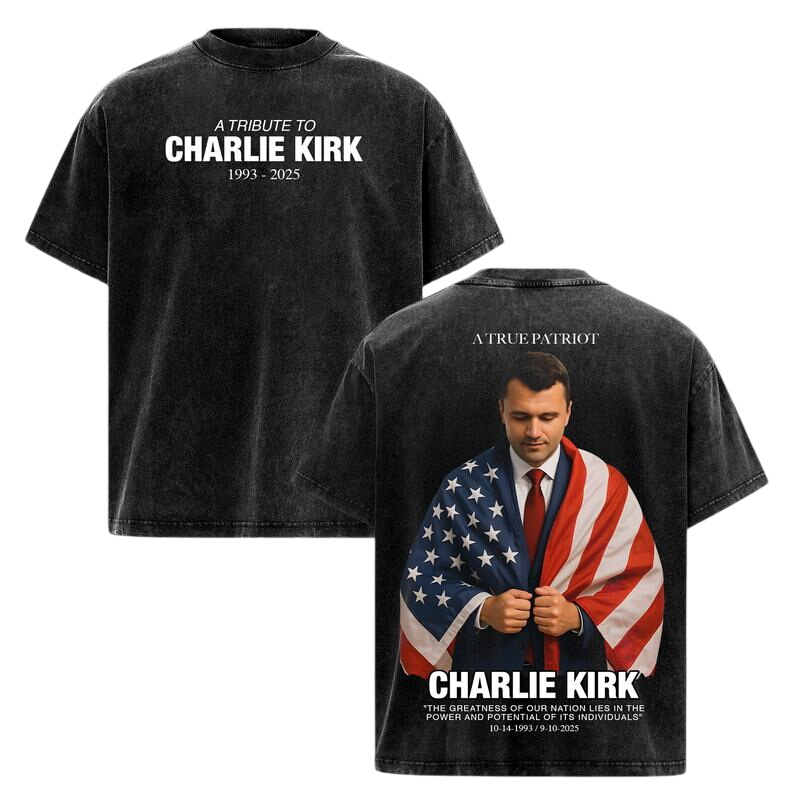 A TRIBUTE TO
CHARLIE KIRK
1993 - 2025
A TRUE PATRIOT
CHARLIE KIRK
"THE GREATNESS OF OUR NATION LIES IN THE
POWER AND POTENTIAL OF ITS INDIVIDUALS"
10-14-1993 / 9-10-2025